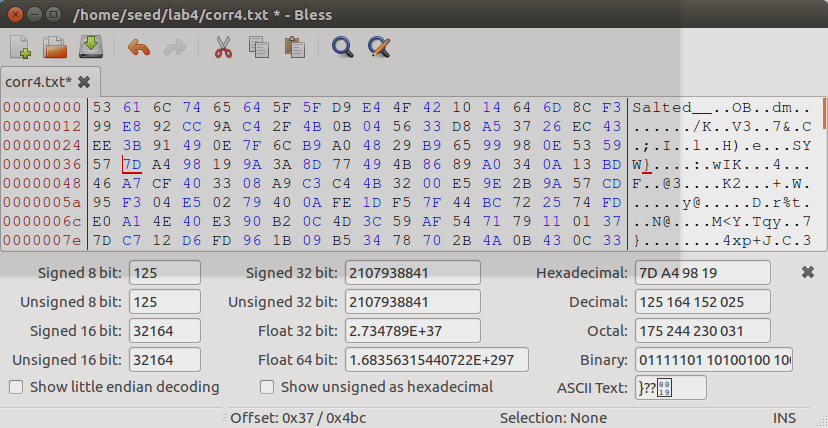 /home/seed/lab4/corr4.txt * - Bless
corr4.txt*
00000000 53 61 6C 74 65 64 5F 5F D9 E4 4F 42 10 14 64 6D 8C F3 Salted__..OB..dm..
00000012 99 E8 92 CC 9A C4 2F 4B 0B 04 56 33 D8 A5 37 26 EC 43 ....../K..V3..7&.C
00000024 EE 3B 91 49 0E 7F 6C B9 A0 48 29 B9 65 99 98 0E 53 59 .;.I..l..H).e...SY
00000036 57 7D A4 98 19 9A 3A 8D 77 49 4B 86 89 A0 34 0A 13 BD W}....:.wIK...4...
00000048 46 A7 CF 40 33 08 A9 C3 C4 4B 32 00 E5 9E 2B 9A 57 CD F..@3....K2...+.W.
0000005a 95 F3 04 E5 02 79 40 0A FE 1D F5 7F 44 BC 72 25 74 FD .....y@.....D.r%t.
0000006c E0 A1 4E 40 E3 90 B2 0C 4D 3C 59 AF 54 71 79 11 01 37 ..N@....M<Y.Tqy..7
0000007e 7D C7 12 D6 FD 96 1B 09 B5 34 78 70 2B 4A 0B 43 0C 33 }........4xp+J.C.3
Signed 8 bit: 125 Signed 32 bit: 2107938841 Hexadecimal: 7D A4 98 19
Unsigned 8 bit: 125 Unsigned 32 bit: 2107938841 Decimal: 125 164 152 025
Signed 16 bit: 32164 Float 32 bit: 2.734789E+37 Octal: 175 244 230 031
Unsigned 16 bit: 32164 Float 64 bit: 1.68356315440722E+297 Binary: 01111101 10100100 100
Show little endian decoding Show unsigned as hexadecimal ASCII Text: }??
Offset: 0x37 / 0x4bc Selection: None INS